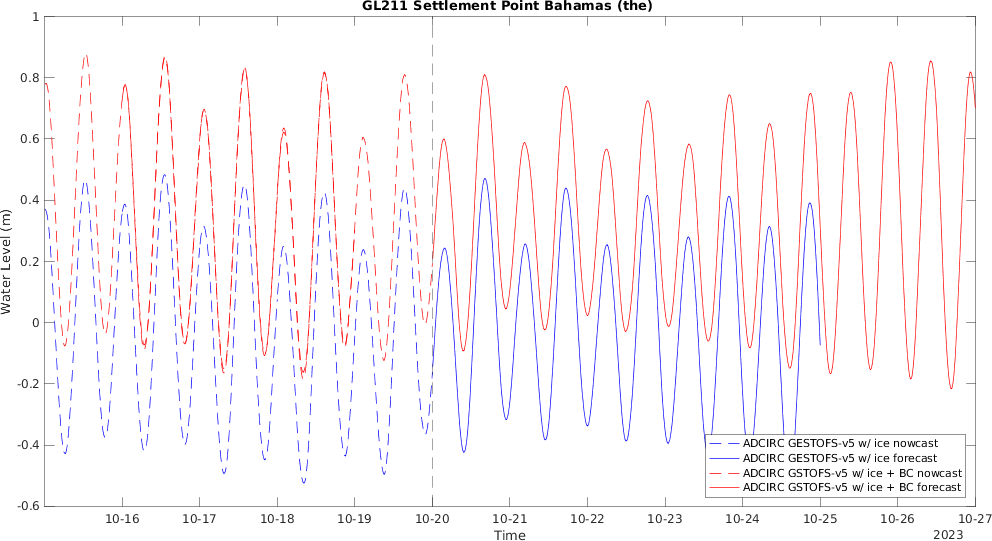 GL211 Settlement Point Bahamas (the)
Water Level (m)
1
0.8
0.6
0.4
0.2
0
-0.2
-0.4
-0.6
ADCIRC GESTOFS-v5 w/ ice nowcast
ADCIRC GESTOFS-v5 w/ ice forecast
ADCIRC GSTOFS-v5 w/ ice + BC nowcast
ADCIRC GSTOFS-v5 w/ ice + BC forecast
10-16 10-17 10-18 10-19 10-20 10-21 10-22 10-23 10-24 10-25 10-26 10-27
Time
2023